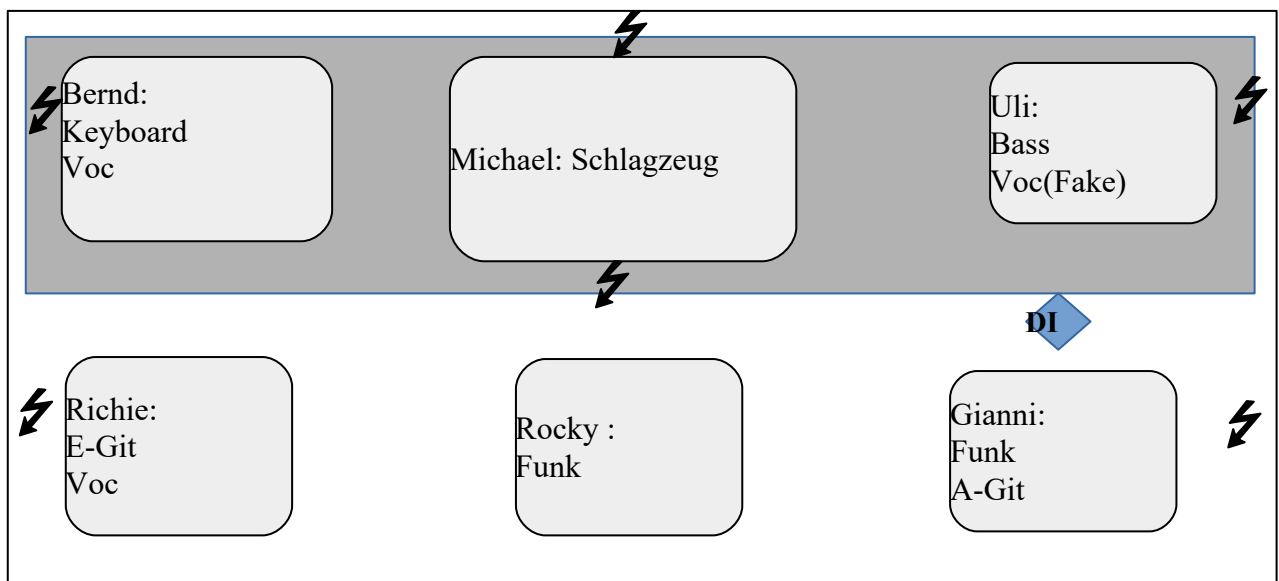 Bernd:
Keyboard
Voc
Michael: Schlagzeug
Uli:
Bass
Voc(Fake)
DI
Richie:
E-Git
Voc
Rocky :
Funk
Gianni:
Funk
A-Git